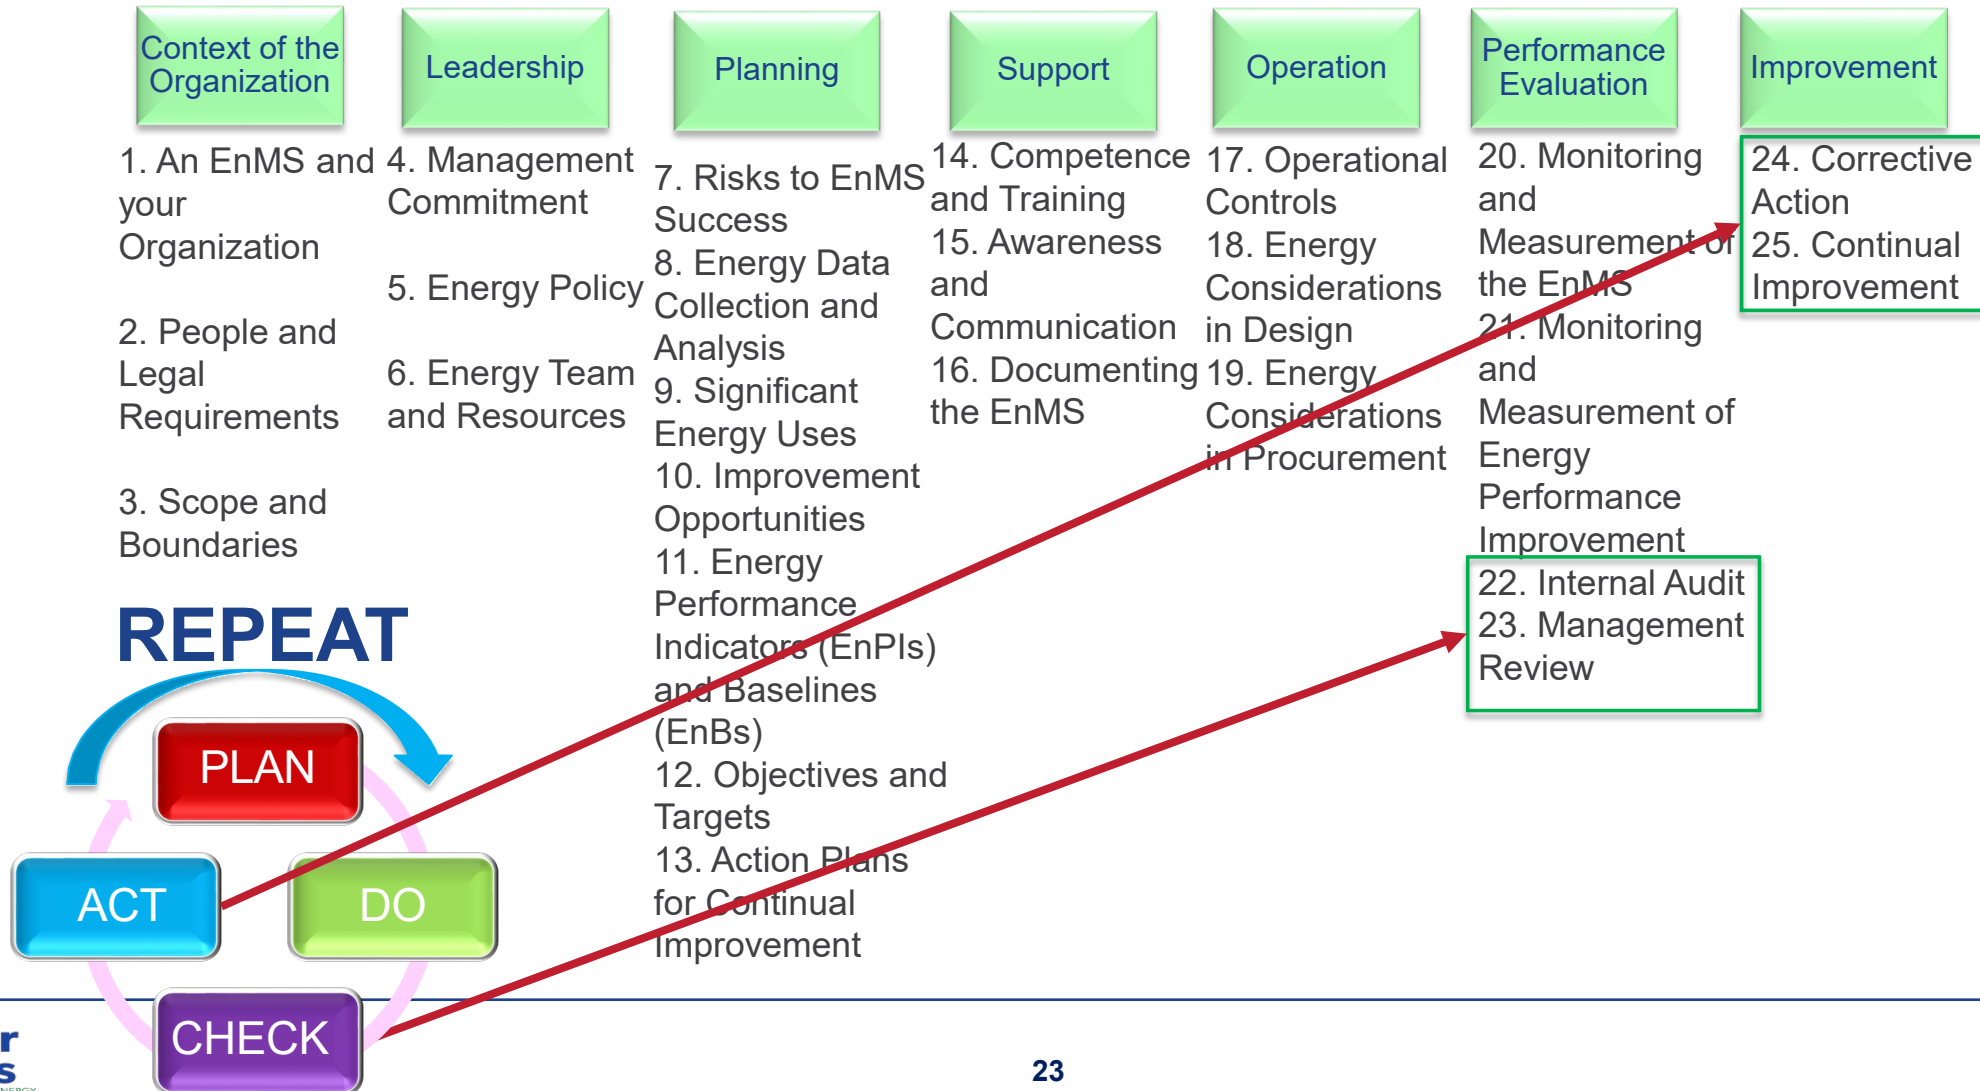 Context of the
Organization
Leadership
Planning
Support
Operation
Performance
Evaluation
Improvement
1. An EnMS and
your
Organization
2. People and
Legal
Requirements
3. Scope and
Boundaries
4. Management
Commitment
5. Energy Policy
6. Energy Team
and Resources
7. Risks to EnMS
Success
8. Energy Data
Collection and
Analysis
9. Significant
Energy Uses
10. Improvement
Opportunities
11. Energy
Performance
Indicators (EnPIs)
and Baselines
(EnBs)
12. Objectives and
Targets
13. Action Plans
for Continual
Improvement
14. Competence
and Training
15. Awareness
and
Communication
16. Documenting
the EnMS
17. Operational
Controls
18. Energy
Considerations
in Design
19. Energy
Considerations
in Procurement
20. Monitoring
and
Measurement of
the EnMS
21. Monitoring
and
Measurement of
Energy
Performance
Improvement
22. Internal Audit
23. Management
Review
24. Corrective
Action
25. Continual
Improvement
REPEAT
PLAN
ACT
DO
CHECK
23